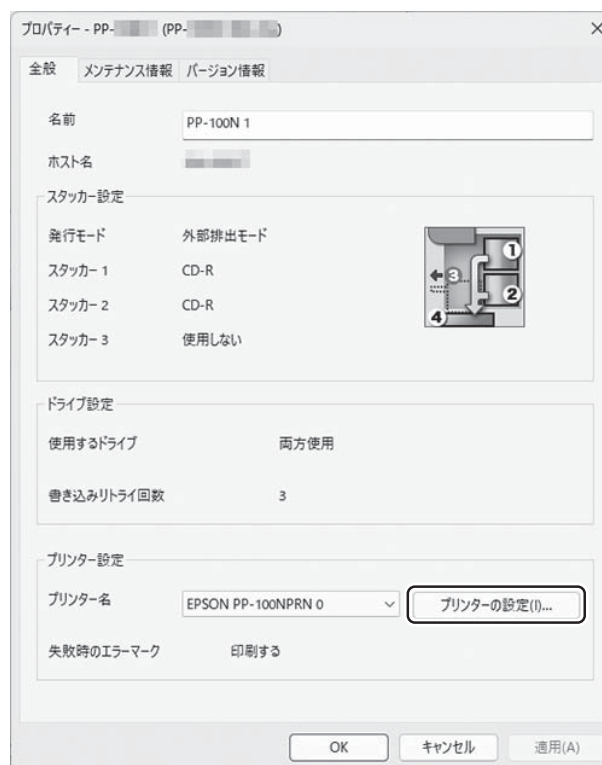 プロパティー - PP- (PP- )
全般 メンテナンス情報 バージョン情報
名前 PP-100N 1
ホスト名
スタッカー設定
発行モード 外部排出モード
スタッカー 1 CD-R
スタッカー 2 CD-R
スタッカー 3 使用しない
1
3
2
4
ドライブ設定
使用するドライブ 両方使用
書き込みリトライ回数 3
プリンター設定
プリンター名 EPSON PP-100NPRN 0 プリンターの設定(I)...
失敗時のエラーマーク 印刷する
OK キャンセル 適用(A)